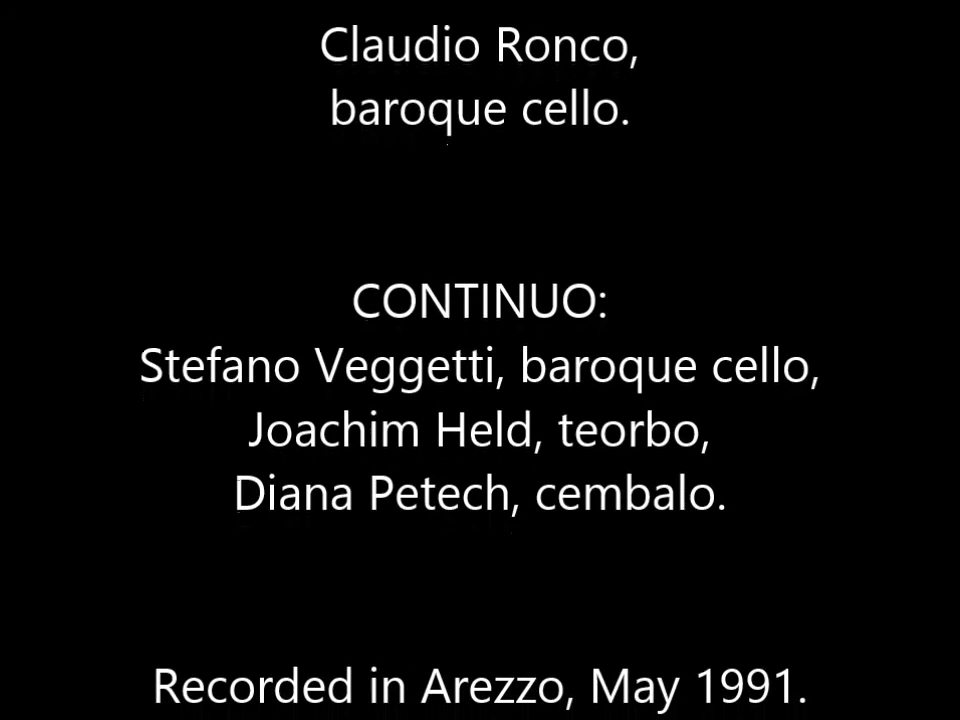 Claudio Ronco,
baroque cello.
CONTINUO:
Stefano Veggetti, baroque cello,
Joachim Held, teorbo,
Diana Petech, cembalo.
Recorded in Arezzo, May 1991.